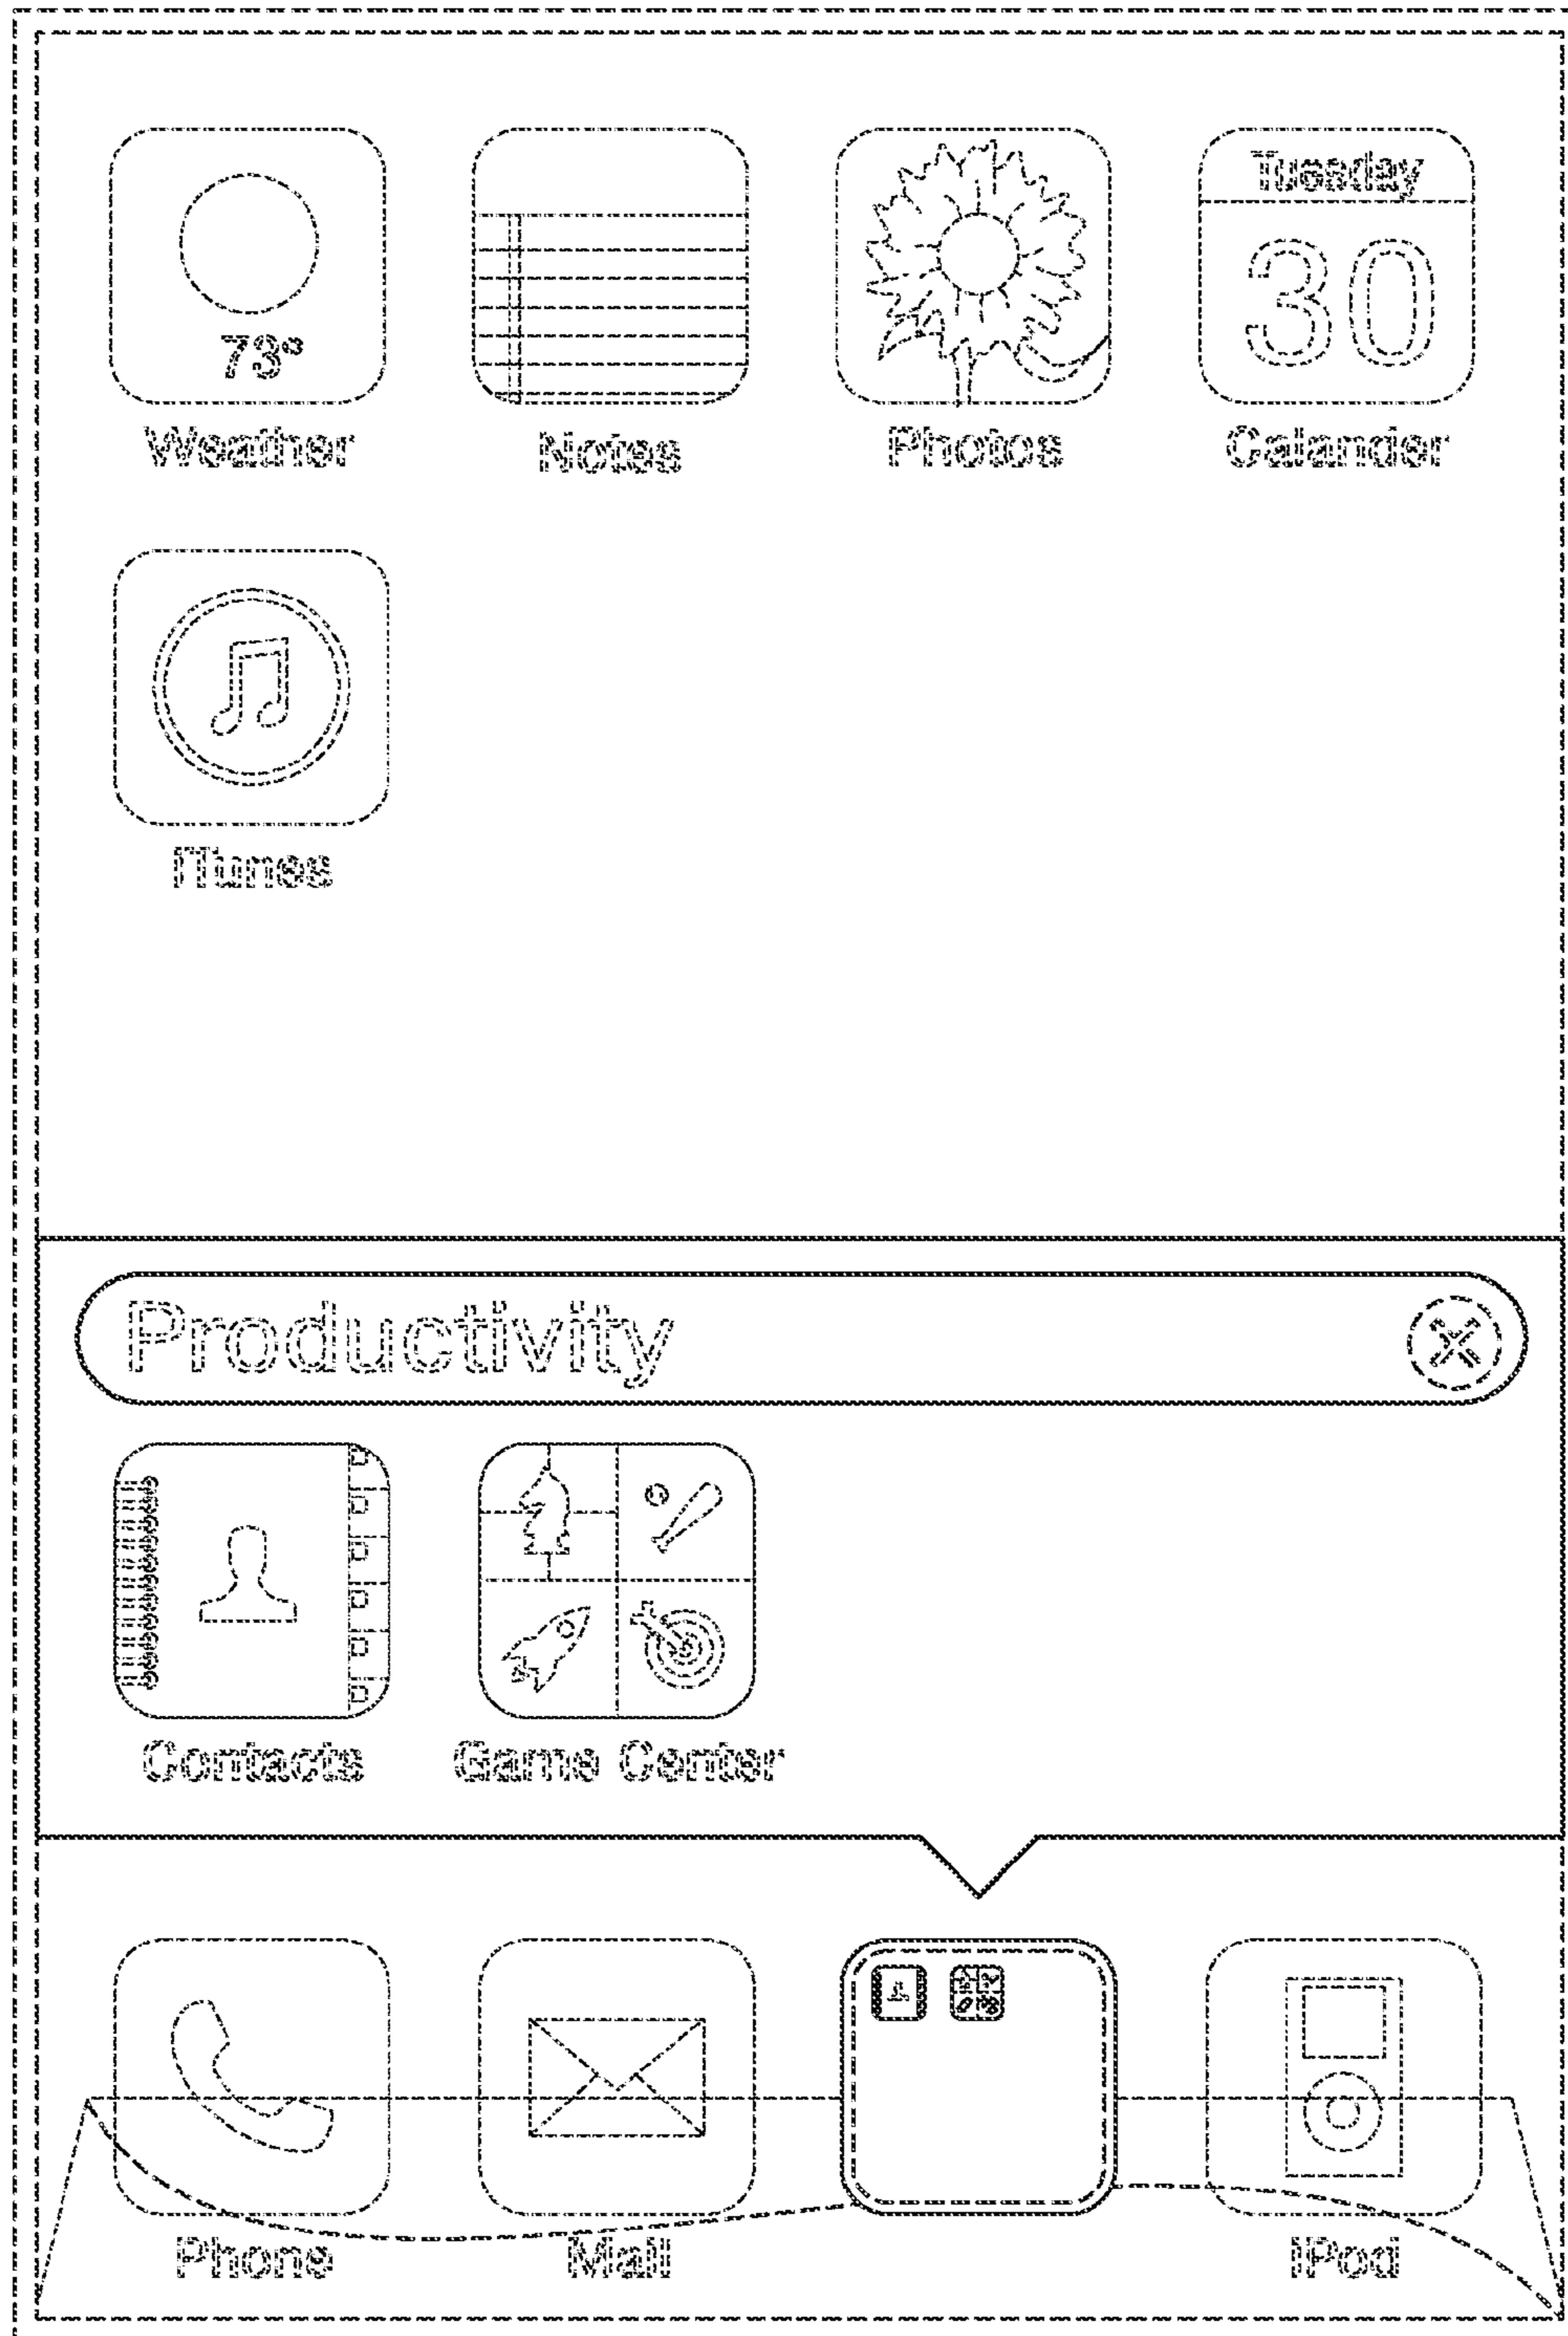 Tuesday
30
73°
Weather Notes Photos Calander
iTunes
Productivity
Contacts Game Center
Phone Mail iPod